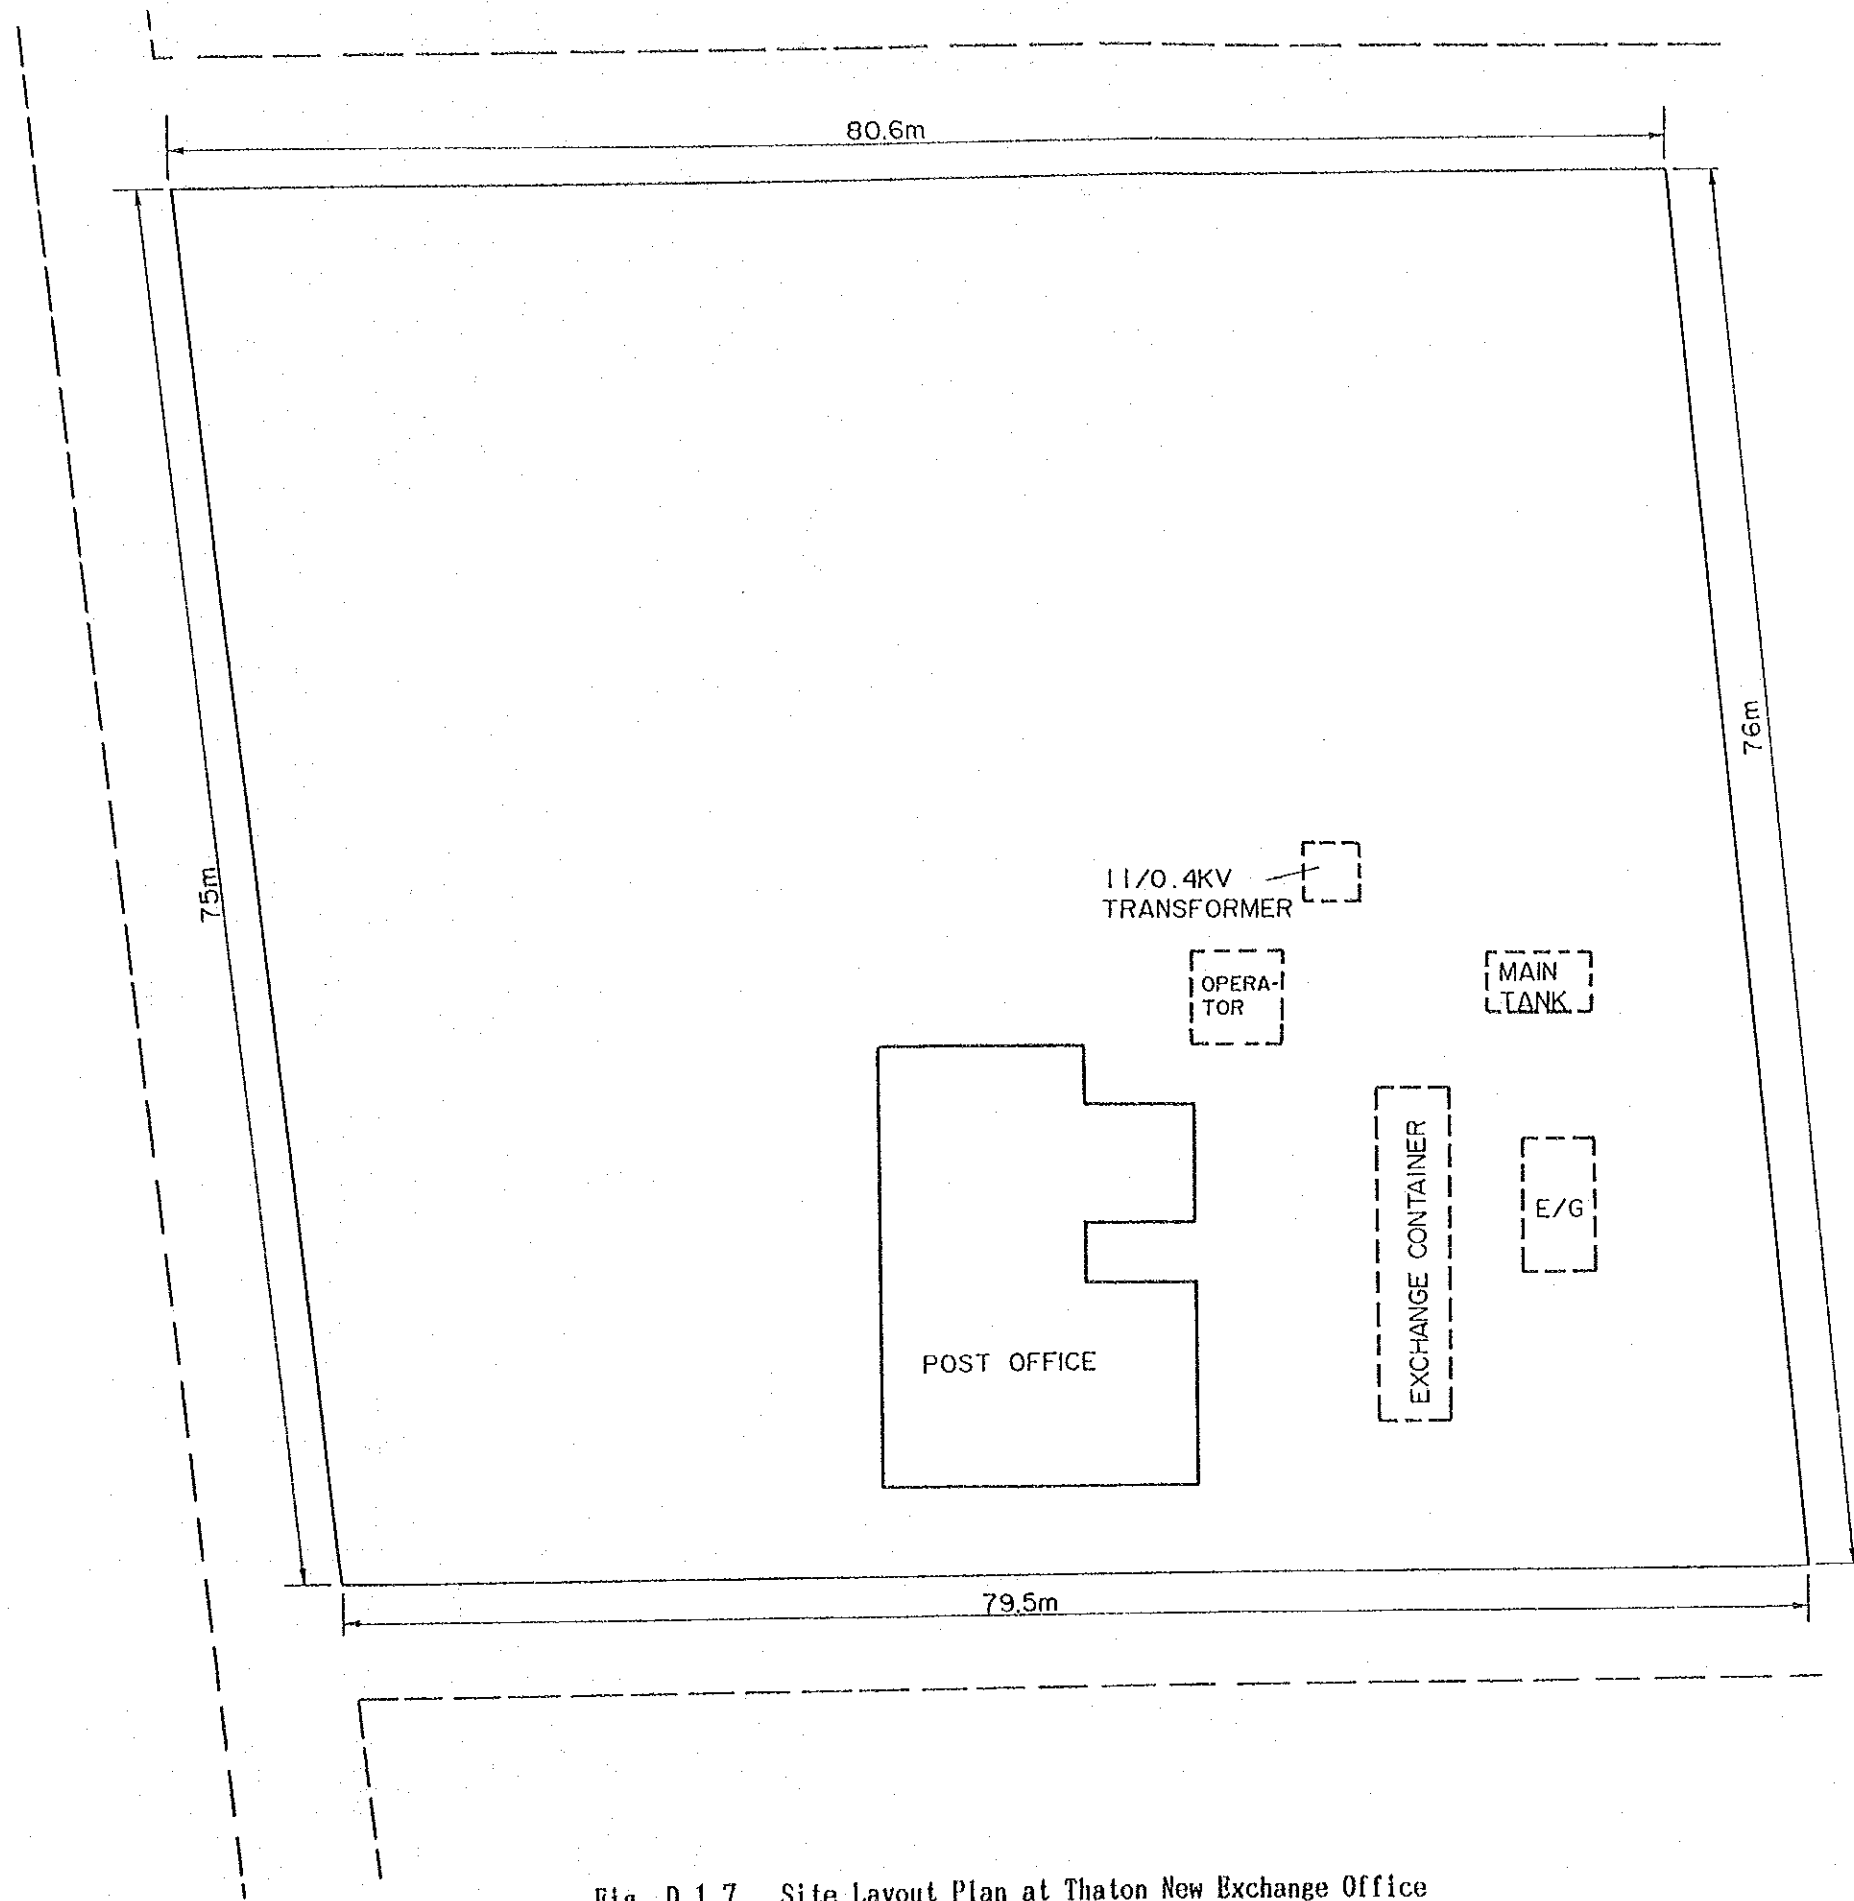 80.6m
76m
75m
11/0.4KV
TRANSFORMER
OPERA-
TOR
MAIN
TANK
EXCHANGE CONTAINER
E/G
POST OFFICE
79.5m
Fig. D.1.7 Site Layout Plan at Thaton New Exchange Office